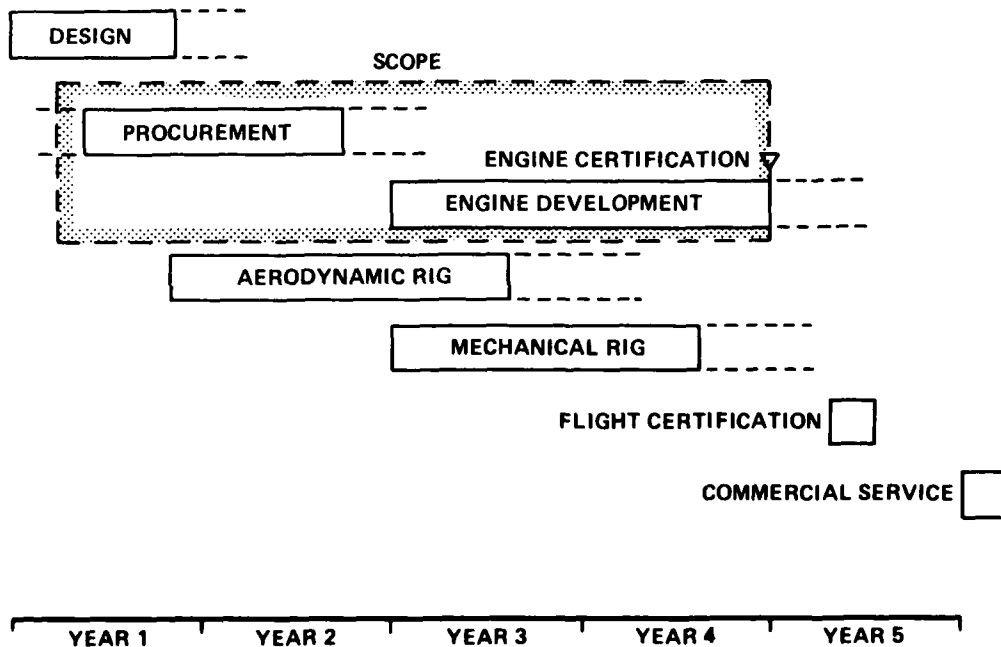 DESIGN
SCOPE
PROCUREMENT
ENGINE CERTIFICATION
ENGINE DEVELOPMENT
AERODYNAMIC RIG
MECHANICAL RIG
FLIGHT CERTIFICATION
COMMERCIAL SERVICE
YEAR 1 YEAR 2 YEAR 3 YEAR 4 YEAR 5